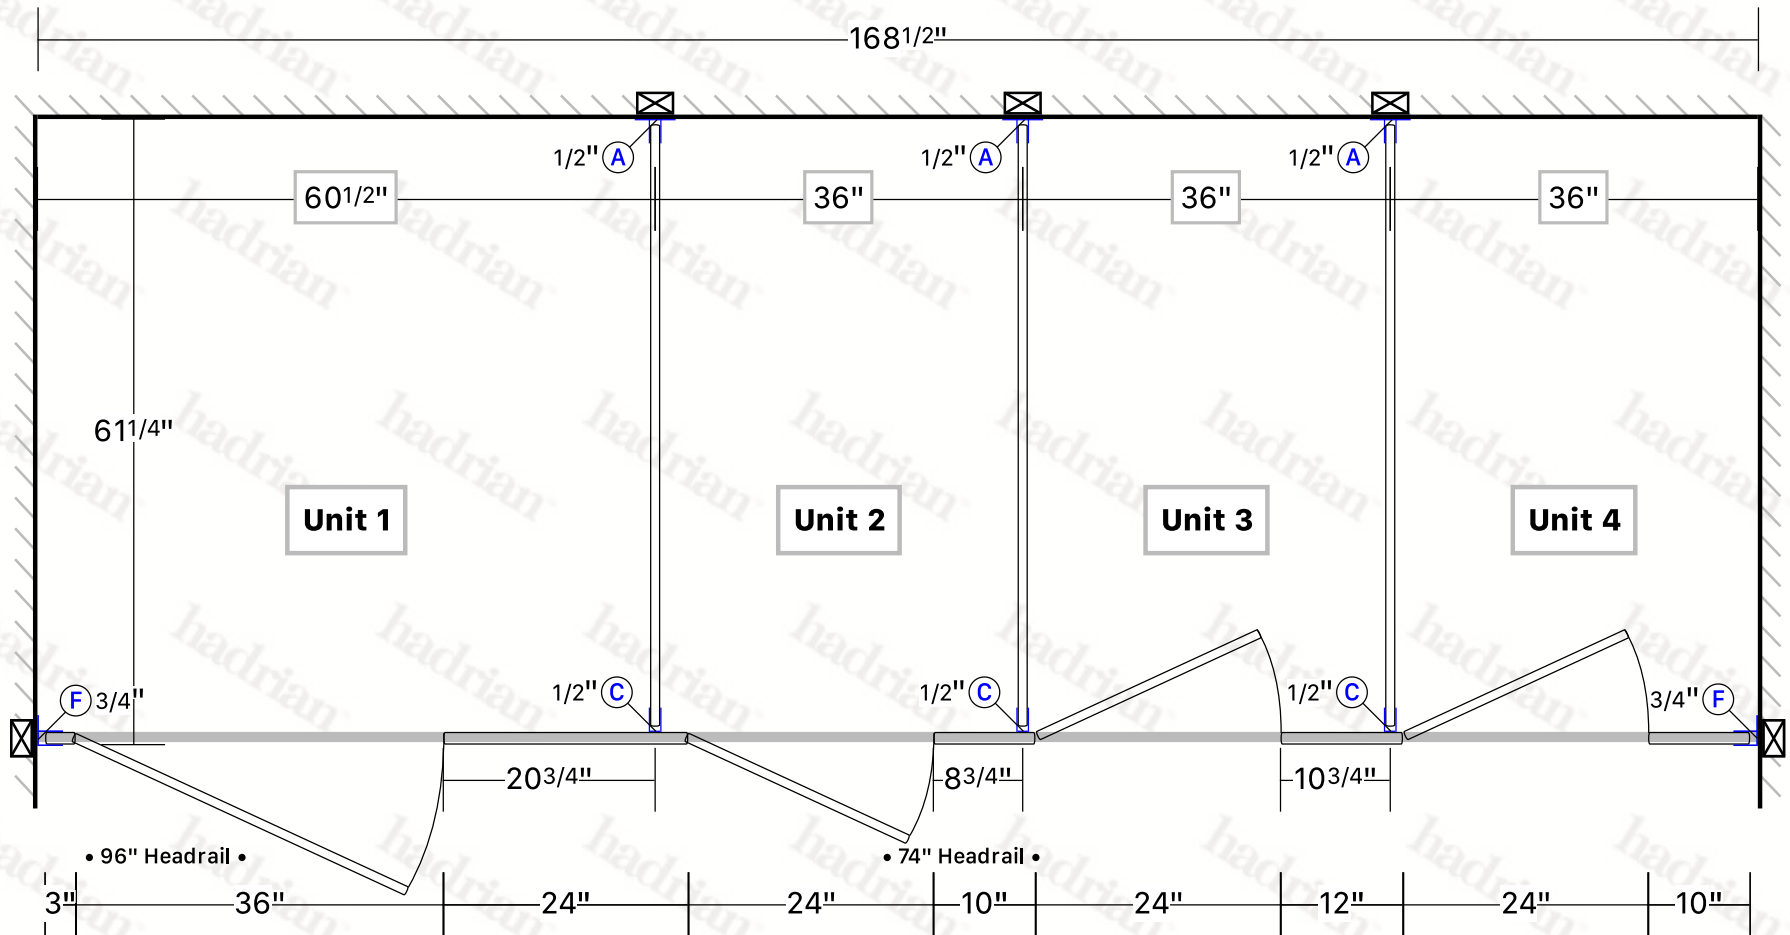 168 1/2"
1/2" A
1/2" A
1/2" A
60 1/2"
36"
36"
36"
61 1/4"
Unit 1
Unit 2
Unit 3
Unit 4
F 3/4"
1/2" C
1/2" C
1/2" C
3/4" F
20 3/4"
8 3/4"
10 3/4"
• 96" Headrail •
• 74" Headrail •
3"
36"
24"
24"
10"
24"
12"
24"
10"
hadrian